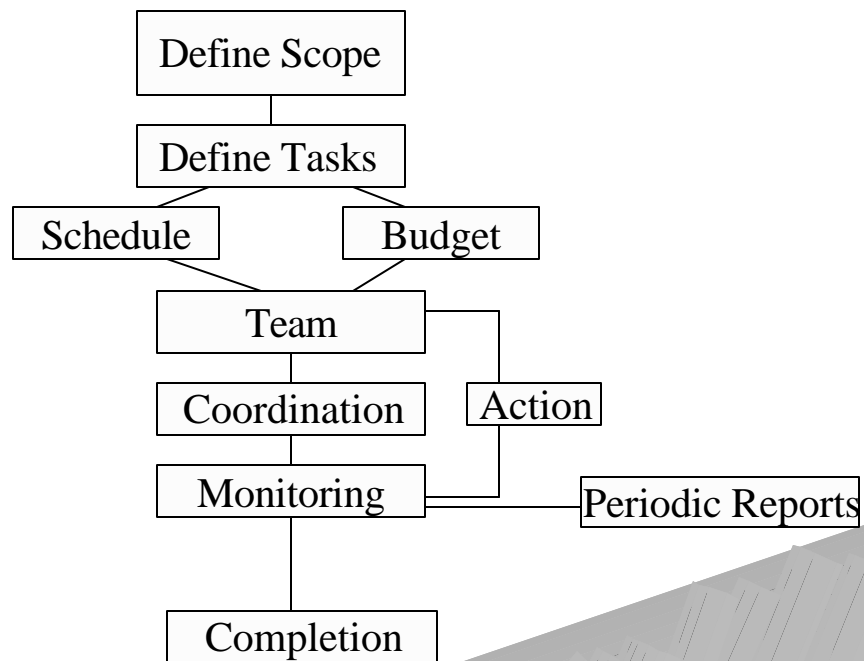 Define Scope
Define Tasks
Schedule
Budget
Team
Coordination
Action
Monitoring
Periodic Reports
Completion